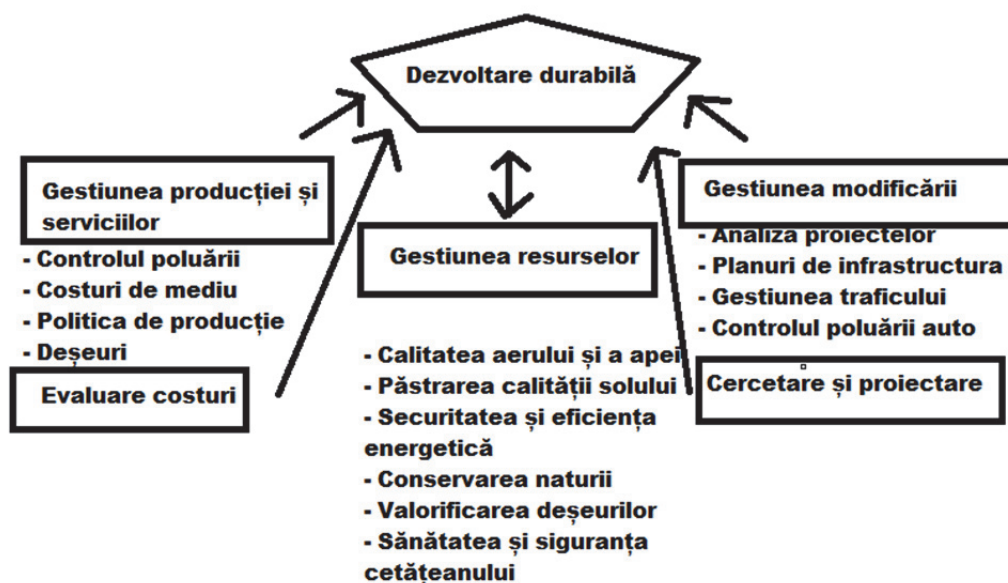 Dezvoltare durabilă
Gestiunea producției și
serviciilor
- Controlul poluării
- Costuri de mediu
- Politica de producție
- Deșeuri
Evaluare costuri
Gestiunea resurselor
- Calitatea aerului și a apei
- Păstrarea calității solului
- Securitatea și eficiența
energetică
- Conservarea naturii
- Valorificarea deșeurilor
- Sănătatea și siguranța
cetățeanului
Gestiunea modificării
- Analiza proiectelor
- Planuri de infrastructura
- Gestiunea traficului
- Controlul poluării auto
Cercetare și proiectare